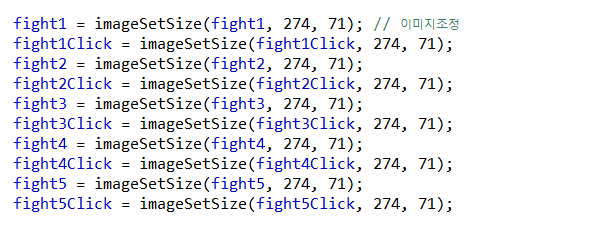 fight1 = imageSetSize(fight1, 274, 71); // 이미지조정
fight1Click = imageSetSize(fight1Click, 274, 71);
fight2 = imageSetSize(fight2, 274, 71);
fight2Click = imageSetSize(fight2Click, 274, 71);
fight3 = imageSetSize(fight3, 274, 71);
fight3Click = imageSetSize(fight3Click, 274, 71);
fight4 = imageSetSize(fight4, 274, 71);
fight4Click = imageSetSize(fight4Click, 274, 71);
fight5 = imageSetSize(fight5, 274, 71);
fight5Click = imageSetSize(fight5Click, 274, 71);